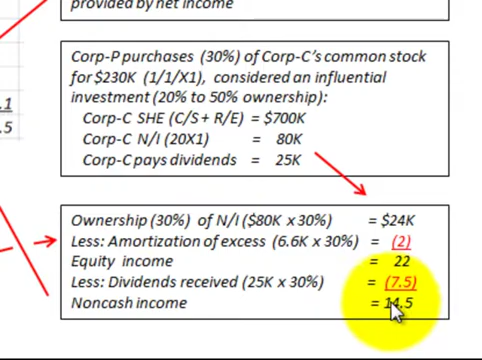 provided by net income
Corp-P purchases (30%) of Corp-C's common stock
for $230K (1/1/X1), considered an influential
investment (20% to 50% ownership):
Corp-C SHE (C/S + R/E) = $700K
Corp-C N/I (20X1) = 80K
Corp-C pays dividends = 25K
.1
.5
Ownership (30%) of N/I ($80K x 30%) = $24K
Less: Amortization of excess (6.6K x 30%) = (2)
Equity income = 22
Less: Dividends received (25K x 30%) = (7.5)
Noncash income = 14.5